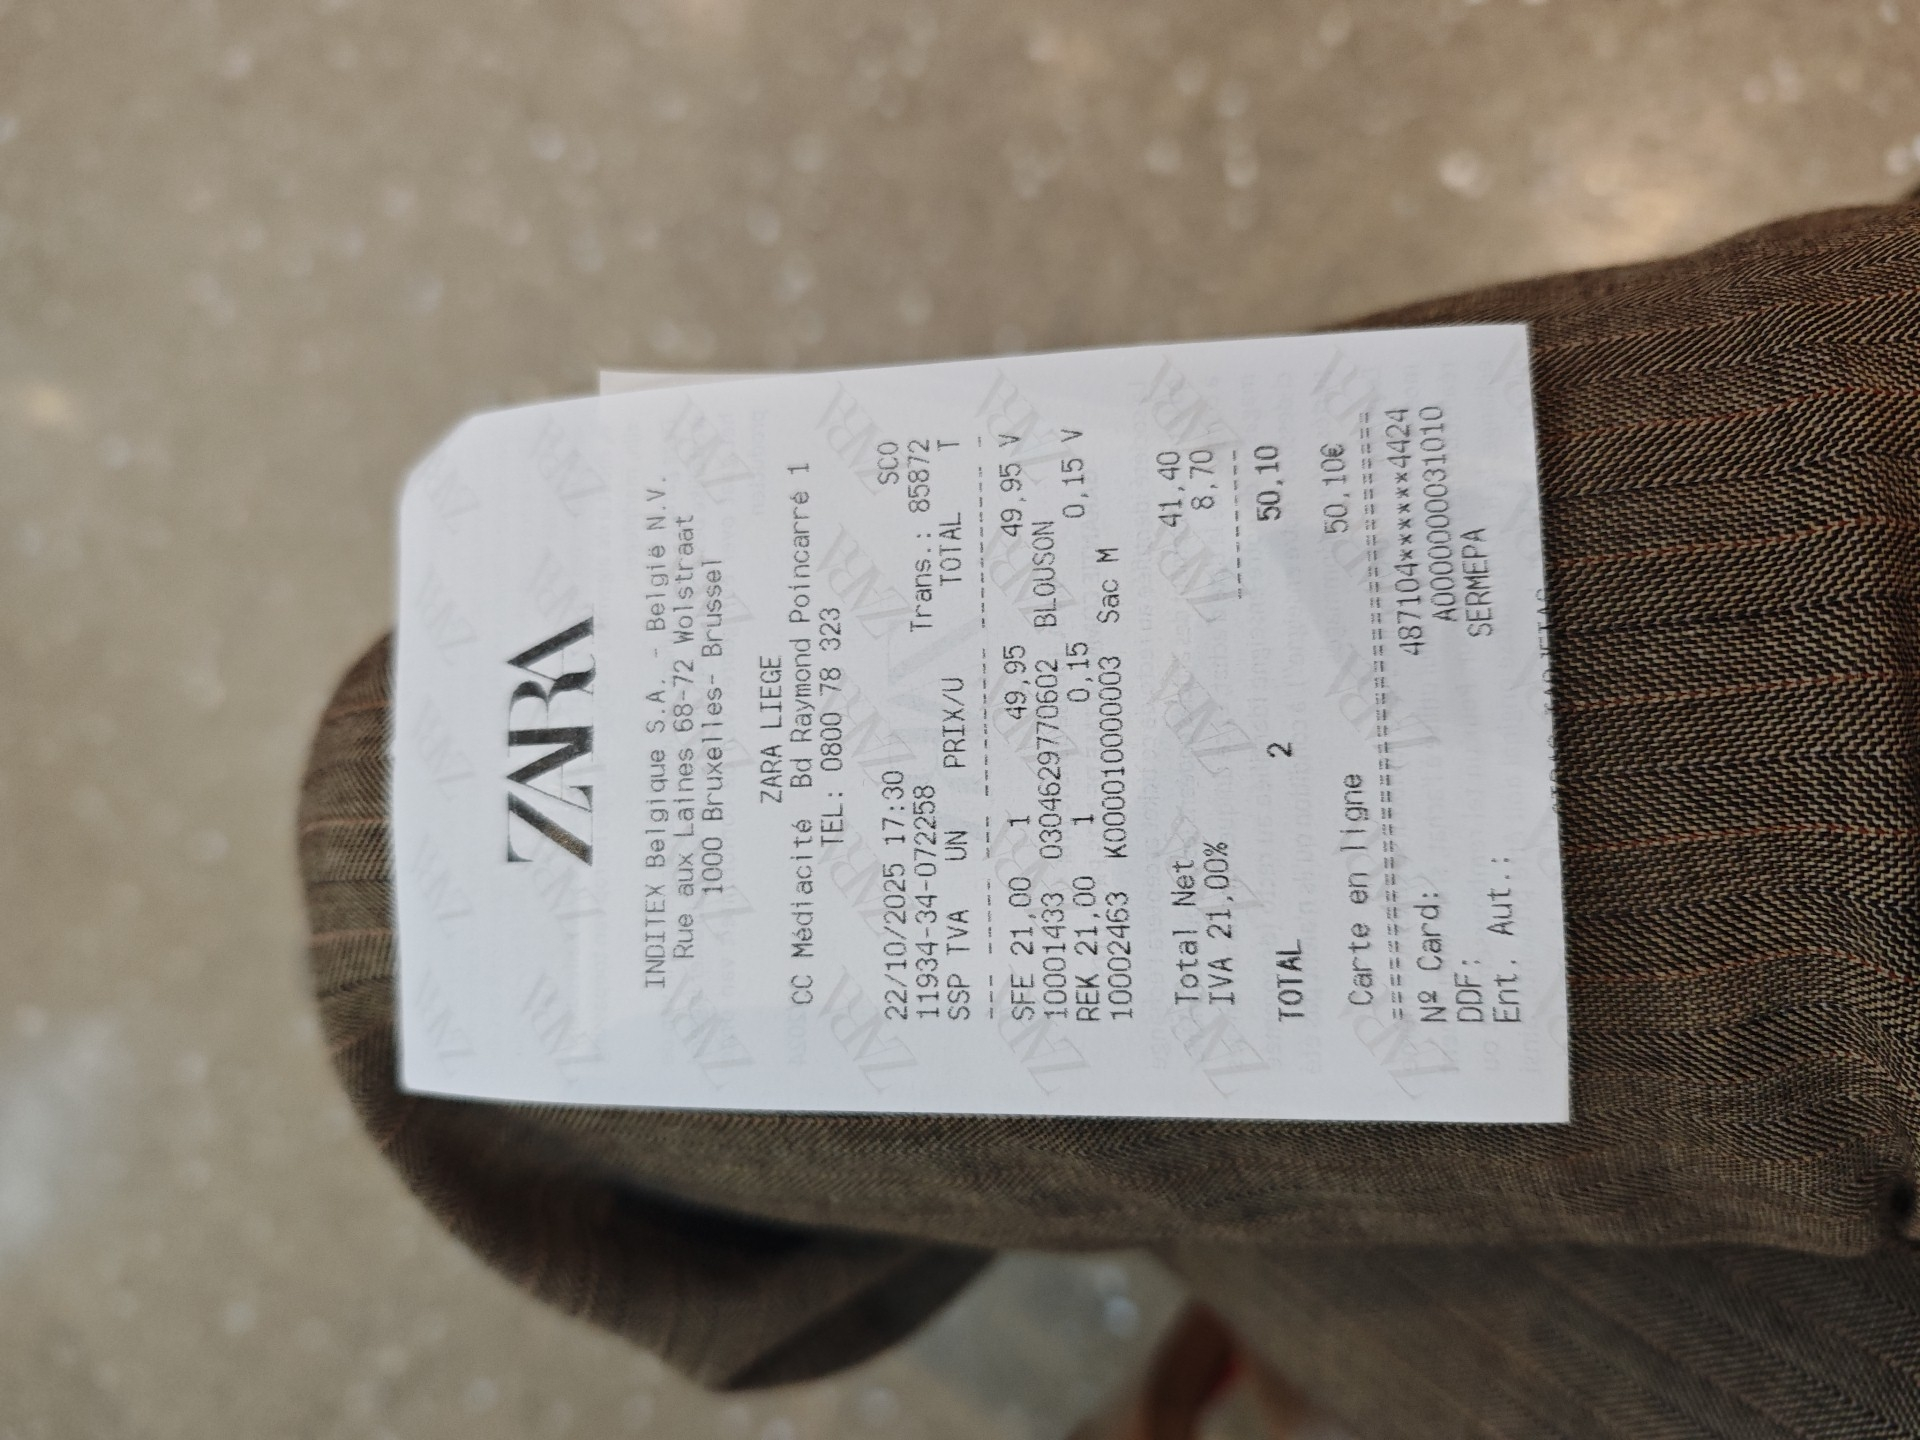 ZARA
INDITEX Belgique S.A. - België N.V.
Rue aux Laines 68-72 Wolstraat
1000 Bruxelles- Brussel
ZARA LIEGE
CC Médiacité Bd Raymond Poincarré 1
TEL: 0800 78 323
22/10/2025 17:30 SCO
11934-34-072258 Trans.: 85872
SSP TVA UN PRIX/U TOTAL T
SFE 21,00 1 49,95 49,95 V
10001433 03046297770602 BLOUSON
REK 21,00 1 0,15 0,15 V
10002463 K0000100000003 Sac M
Total Net 41,40
IVA 21,00% 8,70
TOTAL 2 50,10
Carte en ligne 50,10€
Nº Card: 487104******4424
DDF: A0000000031010
Ent. Aut.: SERMEPA